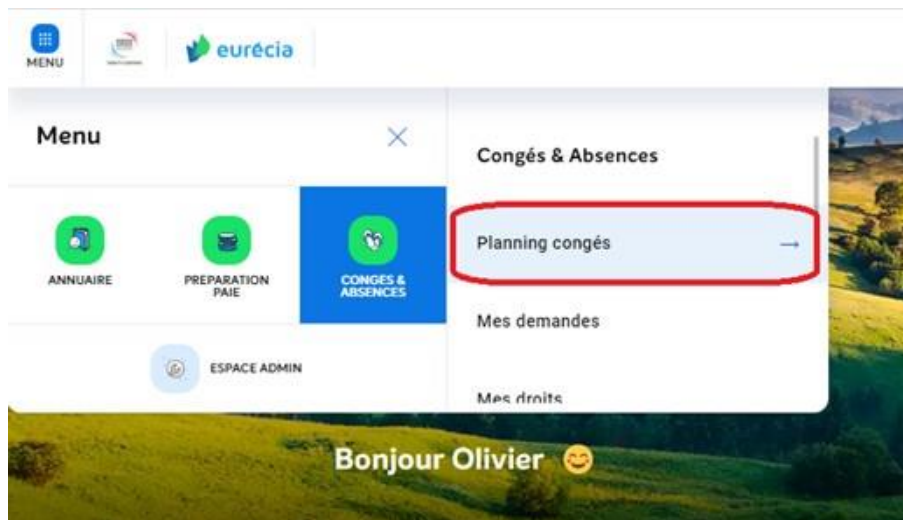 MENU
eurécia
Menu
ANNUAIRE
PREPARATION
PAIE
CONGES &
ABSENCES
ESPACE ADMIN
Congés & Absences
Planning congés
Mes demandes
Mes droits
Bonjour Olivier